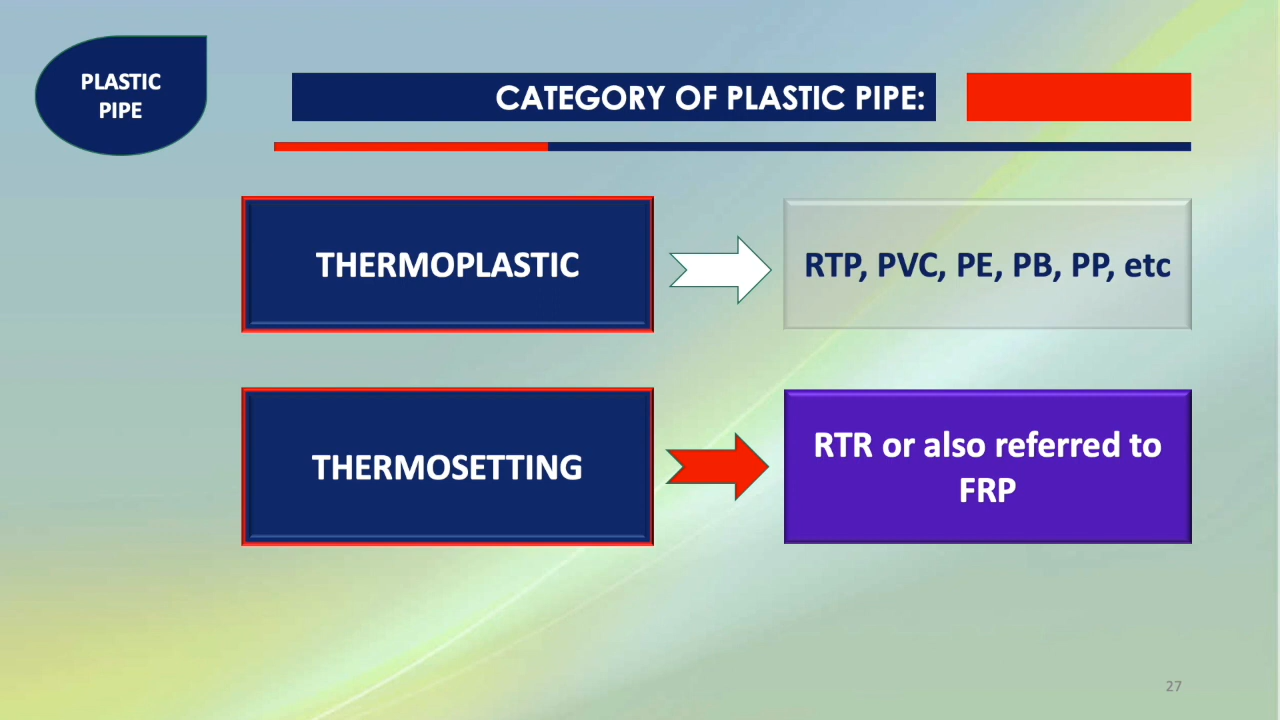 PLASTIC
PIPE
CATEGORY OF PLASTIC PIPE:
THERMOPLASTIC
RTP, PVC, PE, PB, PP, etc
THERMOSETTING
RTR or also referred to
FRP
27